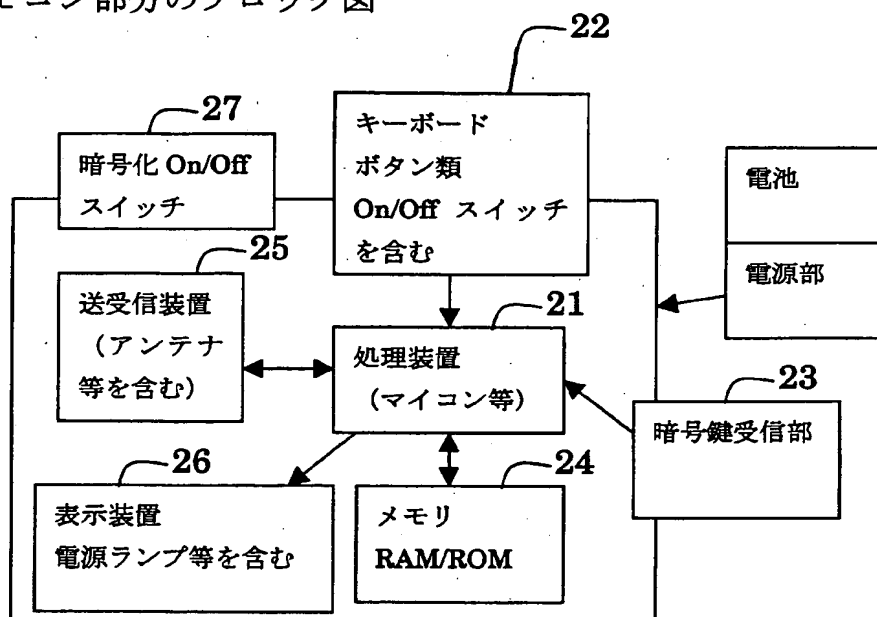 モコン部分のブロック図
22
27
キーボード
ボタン類
On/Off スイッチ
を含む
暗号化 On/Off
スイッチ
電池
電源部
25
送受信装置
(アンテナ
等を含む)
21
処理装置
(マイコン等)
23
暗号鍵受信部
26
表示装置
電源ランプ等を含む
24
メモリ
RAM/ROM